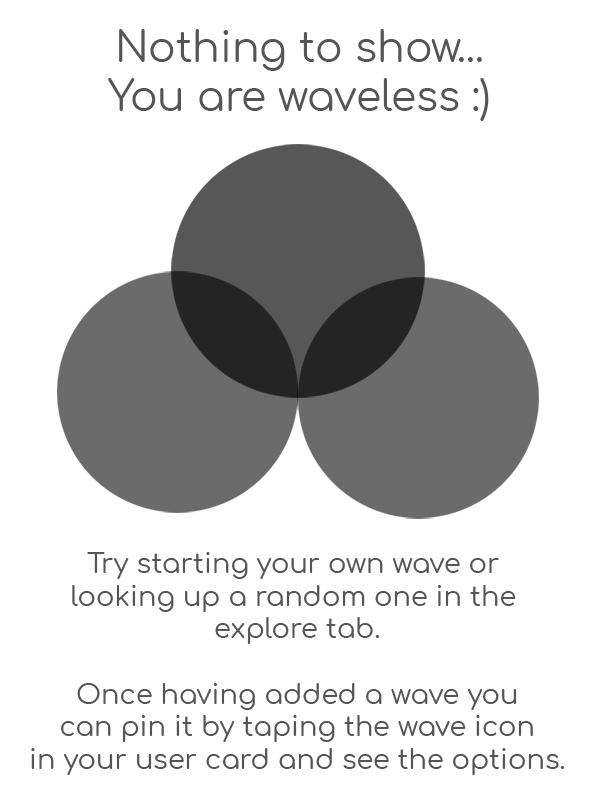 Nothing to show...
You are waveless :)
Try starting your own wave or
looking up a random one in the
explore tab.
Once having added a wave you
can pin it by taping the wave icon
in your user card and see the options.